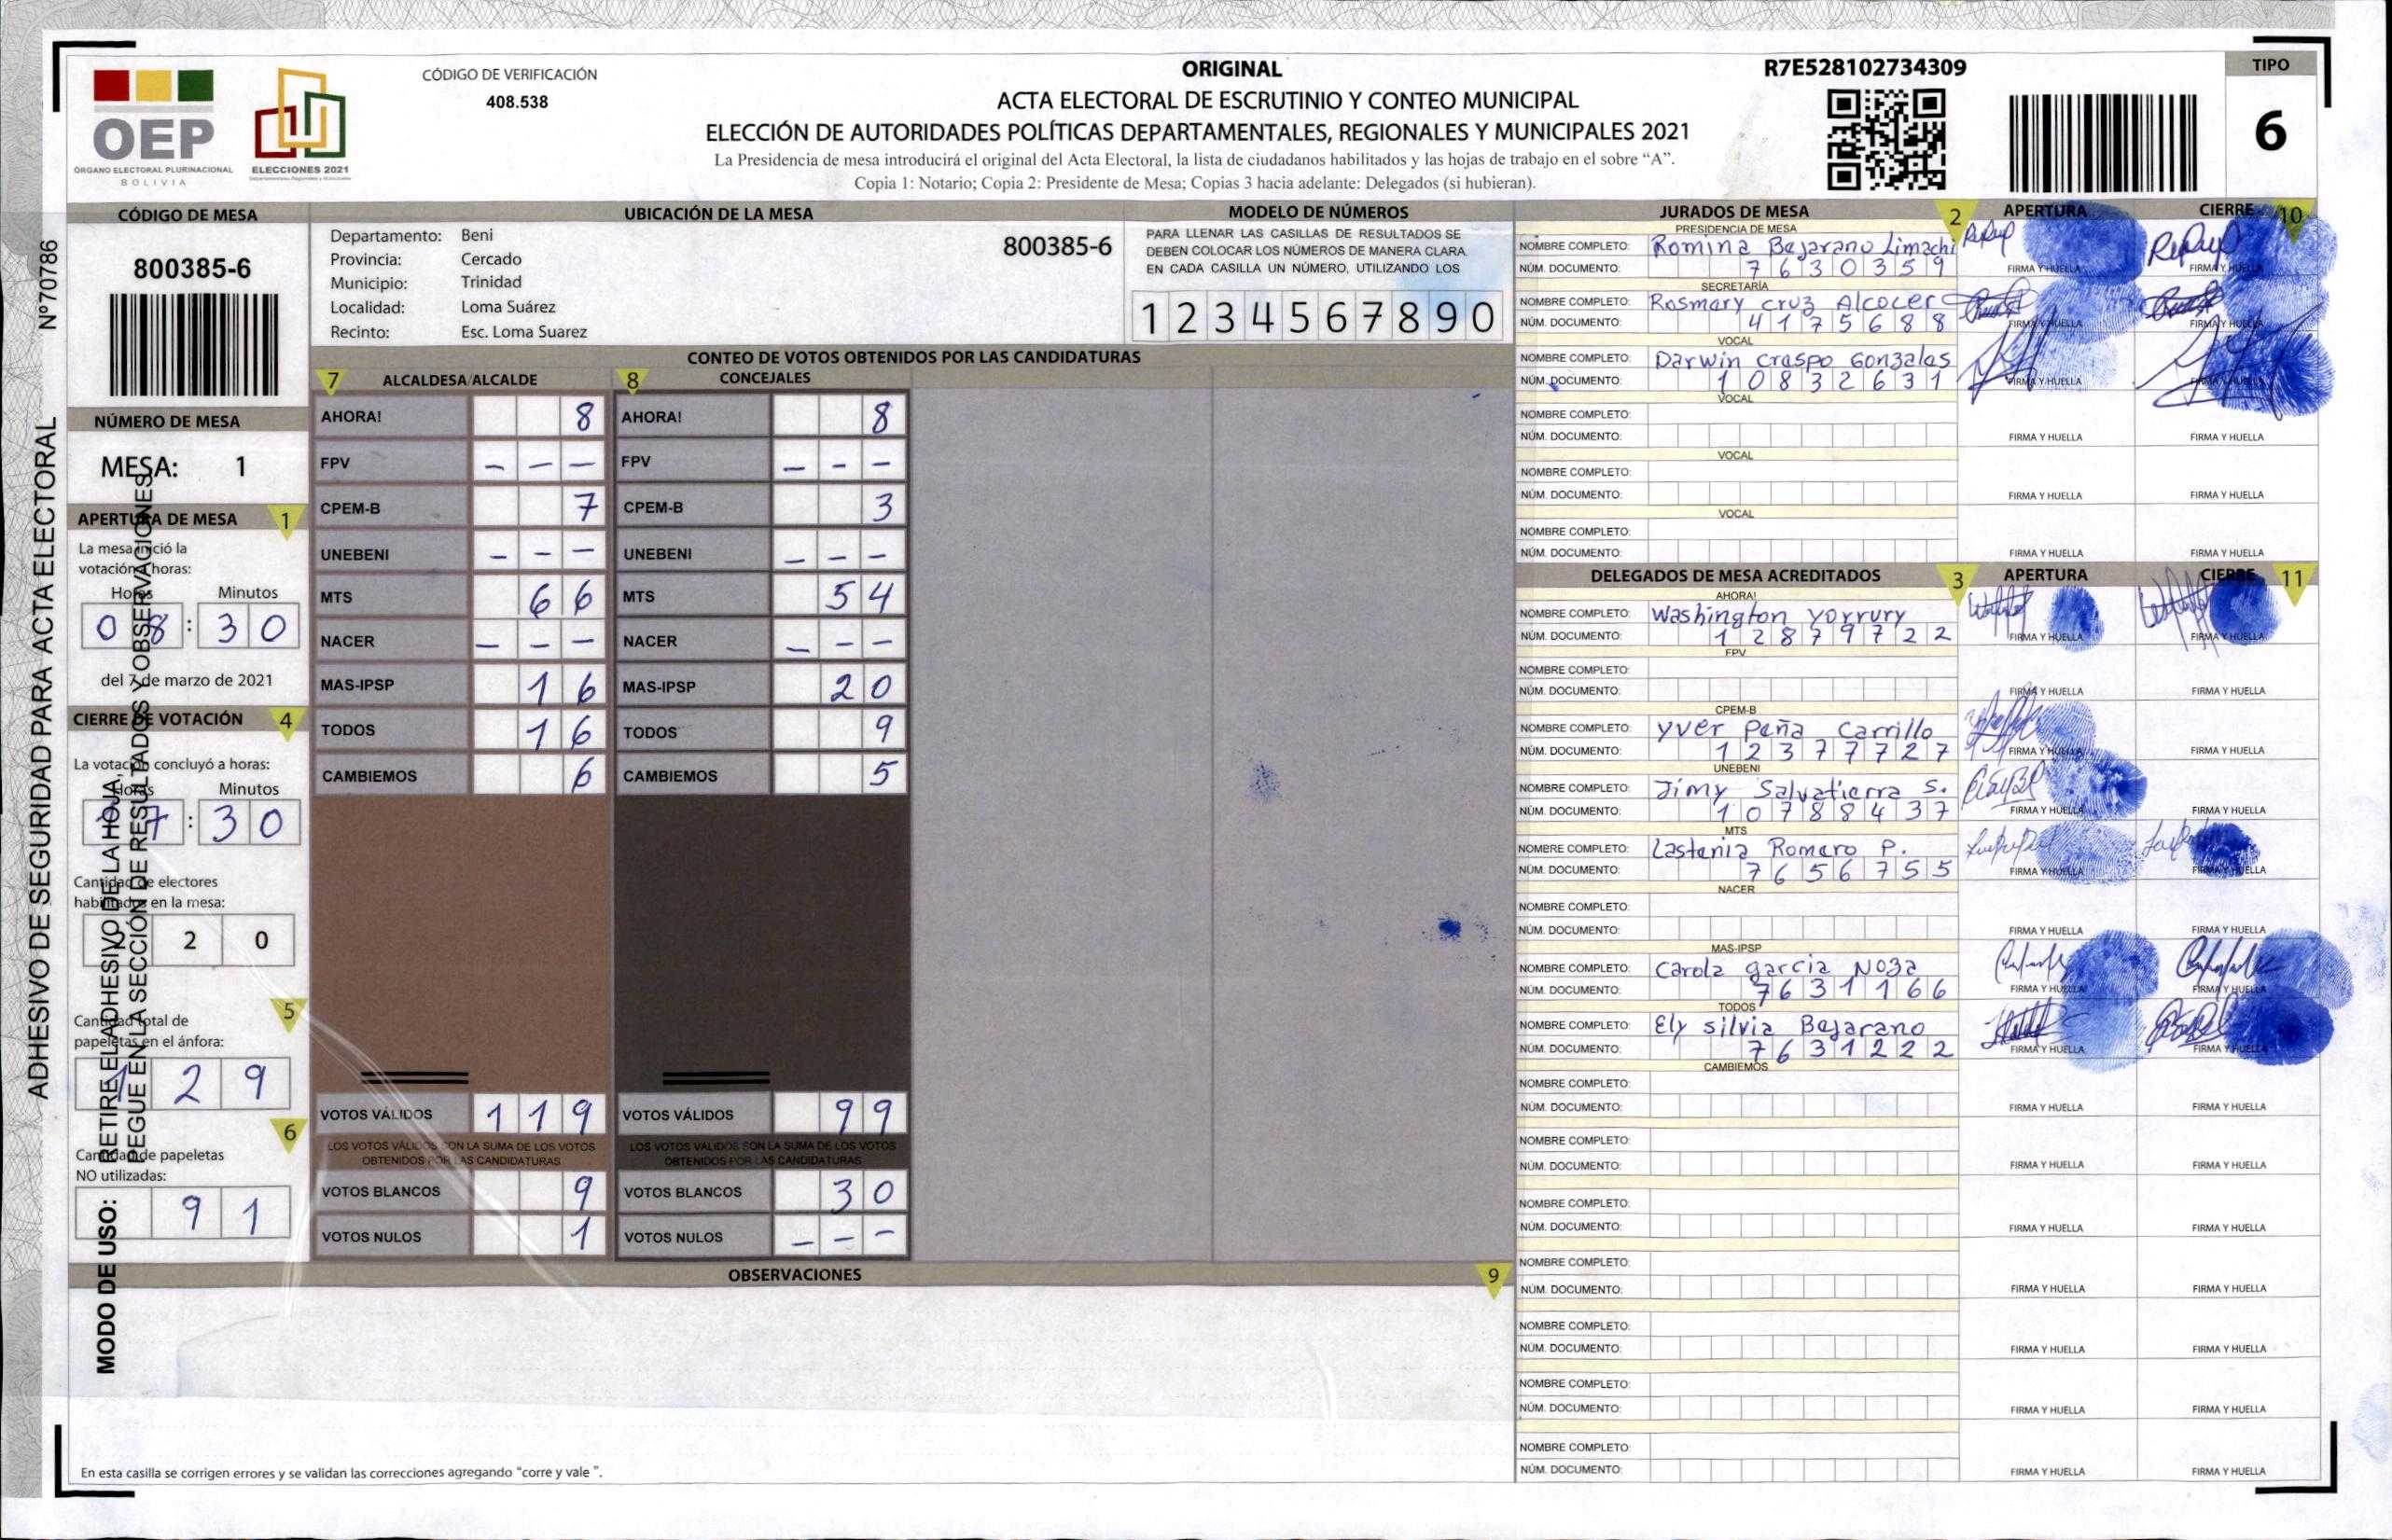 ORIGINAL
ACTA ELECTORAL DE ESCRUTINIO Y CONTEO MUNICIPAL
ELECCIÓN DE AUTORIDADES POLÍTICAS DEPARTAMENTALES, REGIONALES Y MUNICIPALES 2021
La Presidencia de mesa introducirá el original del Acta Electoral, la lista de ciudadanos habilitados y las hojas de trabajo en el sobre “A”.
Copia 1: Notario; Copia 2: Presidente de Mesa; Copias 3 hacia adelante: Delegados (si hubieran).
OEP
ÓRGANO ELECTORAL PLURINACIONAL
BOLIVIA
ELECCIONES 2021
CÓDIGO DE VERIFICACIÓN
408.538
R7E528102734309
TIPO
6
ADHESIVO DE SEGURIDAD PARA ACTA ELECTORAL N°70786
MODO DE USO: RETIRE EL ADHESIVO DE LA HOJA,
PEGUE EN LA SECCIÓN DE RESULTADOS Y OBSERVACIONES
CÓDIGO DE MESA
800385-6
NÚMERO DE MESA
MESA: 1
APERTURA DE MESA 1
La mesa inició la
votación a horas:
Horas Minutos
08 : 30
del 7 de marzo de 2021
CIERRE DE VOTACIÓN 4
La votación concluyó a horas:
Horas Minutos
17 : 30
Cantidad de electores
habilitados en la mesa:
2 0
5
Cantidad total de
papeletas en el ánfora:
129
6
Cantidad de papeletas
NO utilizadas:
91
UBICACIÓN DE LA MESA
Departamento: Beni
Provincia: Cercado
Municipio: Trinidad
Localidad: Loma Suárez
Recinto: Esc. Loma Suarez
800385-6
MODELO DE NÚMEROS
PARA LLENAR LAS CASILLAS DE RESULTADOS SE
DEBEN COLOCAR LOS NÚMEROS DE MANERA CLARA.
EN CADA CASILLA UN NÚMERO, UTILIZANDO LOS
1 2 3 4 5 6 7 8 9 0
CONTEO DE VOTOS OBTENIDOS POR LAS CANDIDATURAS
7 ALCALDESA/ALCALDE 8 CONCEJALES
AHORA! 8 AHORA! 8
FPV - - - FPV - - -
CPEM-B 7 CPEM-B 3
UNEBENI - - - UNEBENI - - -
MTS 66 MTS 54
NACER - - - NACER - - -
MAS-IPSP 16 MAS-IPSP 20
TODOS 16 TODOS 9
CAMBIEMOS 6 CAMBIEMOS 5
VOTOS VÁLIDOS 119 VOTOS VÁLIDOS 99
LOS VOTOS VÁLIDOS SON LA SUMA DE LOS VOTOS LOS VOTOS VÁLIDOS SON LA SUMA DE LOS VOTOS
OBTENIDOS POR LAS CANDIDATURAS OBTENIDOS POR LAS CANDIDATURAS
VOTOS BLANCOS 9 VOTOS BLANCOS 30
VOTOS NULOS 1 VOTOS NULOS - - -
OBSERVACIONES 9
En esta casilla se corrigen errores y se validan las correcciones agregando “corre y vale ”.
JURADOS DE MESA 2 APERTURA CIERRE 10
PRESIDENCIA DE MESA
NOMBRE COMPLETO: Romina Bejarano Limachi
NÚM. DOCUMENTO: 7630359 FIRMA Y HUELLA FIRMA Y HUELLA
SECRETARÍA
NOMBRE COMPLETO: Rosmary cruz Alcocer
NÚM. DOCUMENTO: 4175688 FIRMA Y HUELLA FIRMA Y HUELLA
VOCAL
NOMBRE COMPLETO: Darwin Crespo Gonzales
NÚM. DOCUMENTO: 10832631 FIRMA Y HUELLA FIRMA Y HUELLA
VOCAL
NOMBRE COMPLETO:
NÚM. DOCUMENTO: FIRMA Y HUELLA FIRMA Y HUELLA
VOCAL
NOMBRE COMPLETO:
NÚM. DOCUMENTO: FIRMA Y HUELLA FIRMA Y HUELLA
VOCAL
NOMBRE COMPLETO:
NÚM. DOCUMENTO: FIRMA Y HUELLA FIRMA Y HUELLA
DELEGADOS DE MESA ACREDITADOS 3 APERTURA CIERRE 11
AHORA!
NOMBRE COMPLETO: Washington Yorrury
NÚM. DOCUMENTO: 12879722 FIRMA Y HUELLA FIRMA Y HUELLA
FPV
NOMBRE COMPLETO:
NÚM. DOCUMENTO: FIRMA Y HUELLA FIRMA Y HUELLA
CPEM-B
NOMBRE COMPLETO: Yver Peña Carrillo
NÚM. DOCUMENTO: 12377727 FIRMA Y HUELLA FIRMA Y HUELLA
UNEBENI
NOMBRE COMPLETO: Jimy Salvatierra S.
NÚM. DOCUMENTO: 10788437 FIRMA Y HUELLA FIRMA Y HUELLA
MTS
NOMBRE COMPLETO: Lastenia Romero P.
NÚM. DOCUMENTO: 7656755 FIRMA Y HUELLA FIRMA Y HUELLA
NACER
NOMBRE COMPLETO:
NÚM. DOCUMENTO: FIRMA Y HUELLA FIRMA Y HUELLA
MAS-IPSP
NOMBRE COMPLETO: Carola garcia Noza
NÚM. DOCUMENTO: 7631166 FIRMA Y HUELLA FIRMA Y HUELLA
TODOS
NOMBRE COMPLETO: Ely silvia Bejarano
NÚM. DOCUMENTO: 7631222 FIRMA Y HUELLA FIRMA Y HUELLA
CAMBIEMOS
NOMBRE COMPLETO:
NÚM. DOCUMENTO: FIRMA Y HUELLA FIRMA Y HUELLA
NOMBRE COMPLETO:
NÚM. DOCUMENTO: FIRMA Y HUELLA FIRMA Y HUELLA
NOMBRE COMPLETO:
NÚM. DOCUMENTO: FIRMA Y HUELLA FIRMA Y HUELLA
NOMBRE COMPLETO:
NÚM. DOCUMENTO: FIRMA Y HUELLA FIRMA Y HUELLA
NOMBRE COMPLETO:
NÚM. DOCUMENTO: FIRMA Y HUELLA FIRMA Y HUELLA
NOMBRE COMPLETO:
NÚM. DOCUMENTO: FIRMA Y HUELLA FIRMA Y HUELLA
NOMBRE COMPLETO:
NÚM. DOCUMENTO: FIRMA Y HUELLA FIRMA Y HUELLA